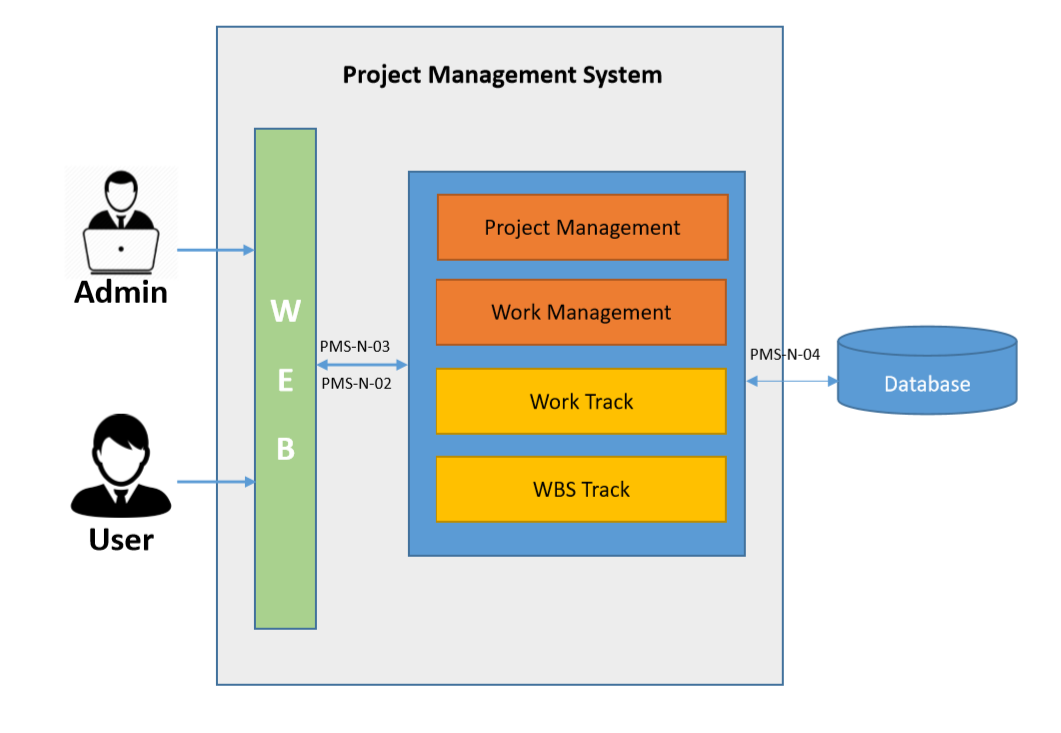 Project Management System
Admin
User
W
E
B
PMS-N-03
PMS-N-02
Project Management
Work Management
Work Track
WBS Track
PMS-N-04
Database